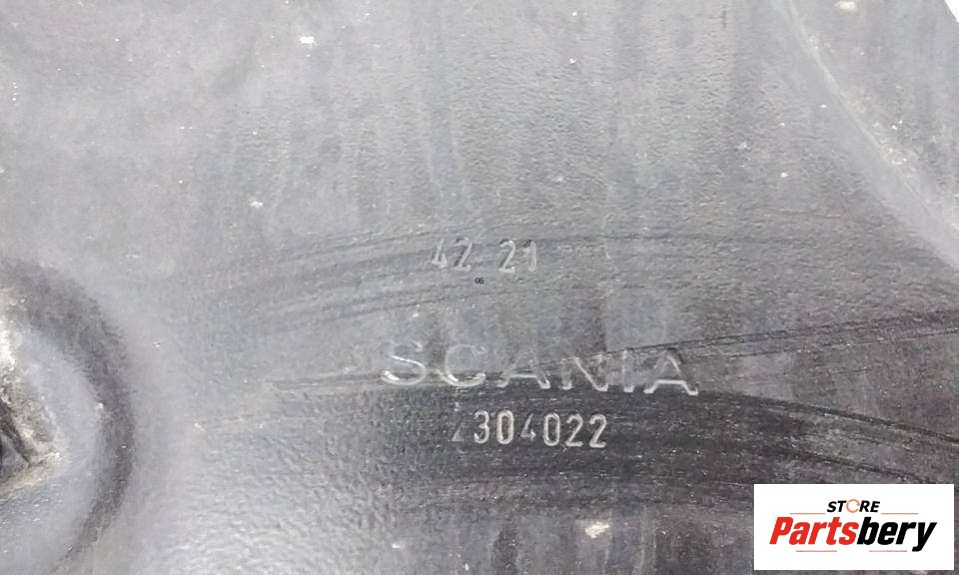 42 21
SCANIA
2304022
STORE
Partsbery